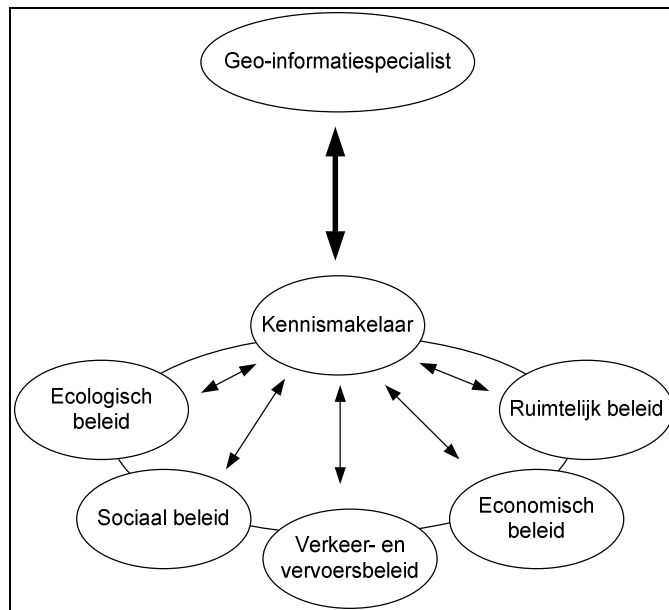 Geo-informatiespecialist
Kennismakelaar
Ecologisch
beleid
Ruimtelijk beleid
Sociaal beleid
Economisch
beleid
Verkeer- en
vervoersbeleid